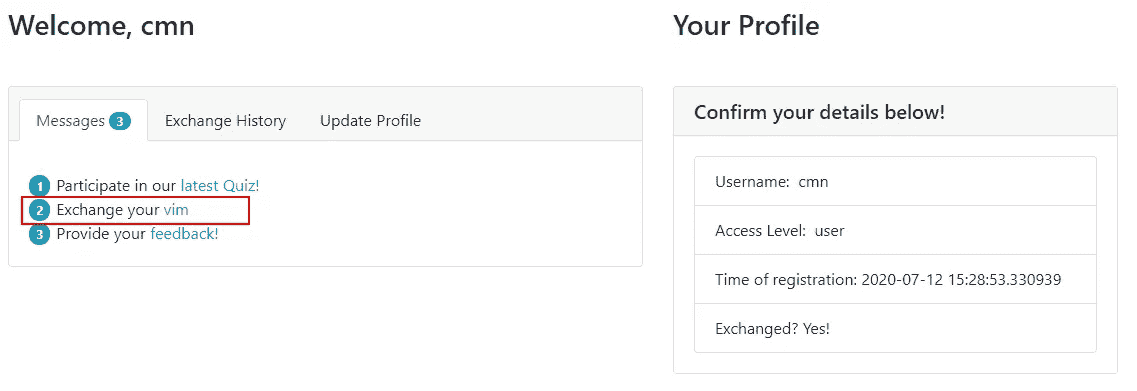 Welcome, cmn
Messages 3
Exchange History
Update Profile
1 Participate in our latest Quiz!
2 Exchange your vim
3 Provide your feedback!
Your Profile
Confirm your details below!
Username: cmn
Access Level: user
Time of registration: 2020-07-12 15:28:53.330939
Exchanged? Yes!